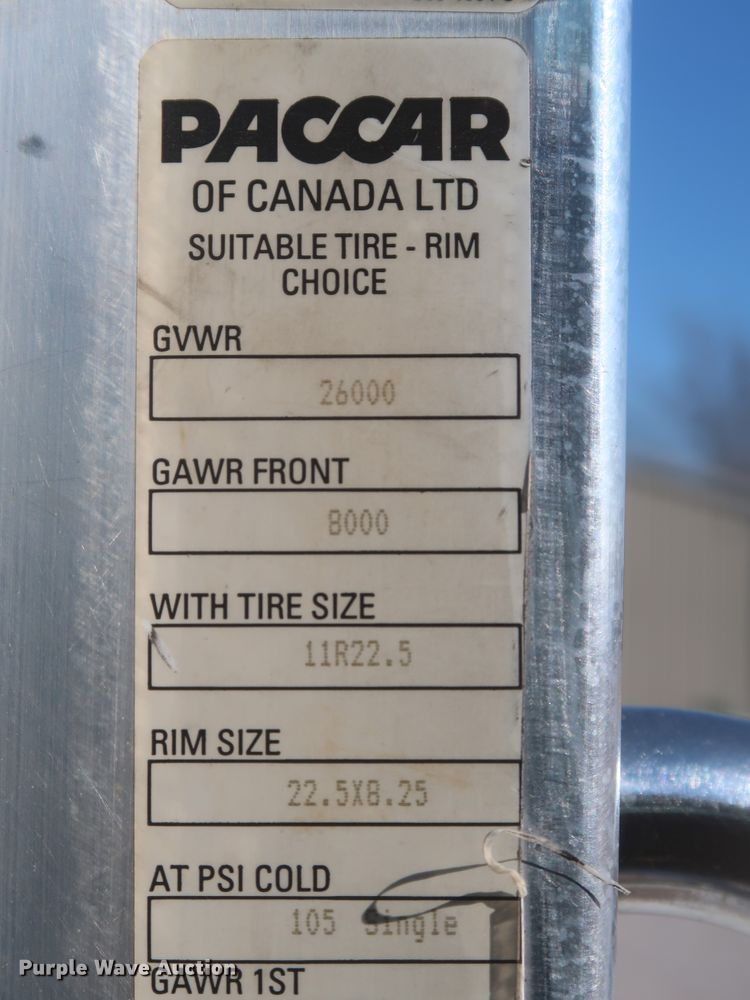 PACCAR
OF CANADA LTD
SUITABLE TIRE - RIM
CHOICE
GVWR
26000
GAWR FRONT
8000
WITH TIRE SIZE
11R22.5
RIM SIZE
22.5X8.25
AT PSI COLD
105 Single
GAWR 1ST
Purple Wave Auction